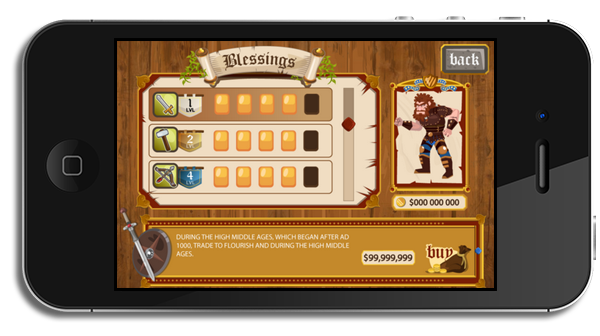 Blessings
back
1
LVL
2
LVL
4
LVL
$000 000 000
DURING THE HIGH MIDDLE AGES, WHICH BEGAN AFTER AD
1000, TRADE TO FLOURISH AND DURING THE HIGH MIDDLE
AGES.
$99,999,999
buy